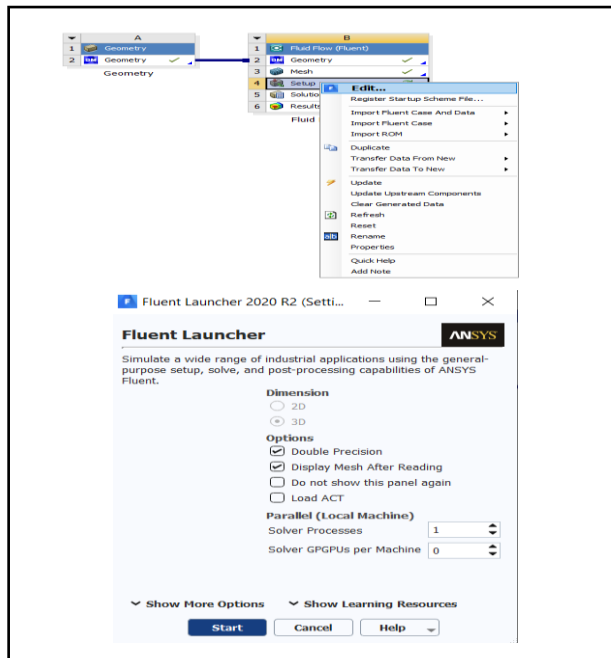 A
1 Geometry
2 DM Geometry
Geometry
B
1 Fluid Flow (Fluent)
2 DM Geometry
3 Mesh
4 Setup
5 Solution
6 Results
Fluid
Edit...
Register Startup Scheme File...
Import Fluent Case And Data
Import Fluent Case
Import ROM
Duplicate
Transfer Data From New
Transfer Data To New
Update
Update Upstream Components
Clear Generated Data
Refresh
Reset
Rename
Properties
Quick Help
Add Note
Fluent Launcher 2020 R2 (Setti...
Fluent Launcher
ANSYS
Simulate a wide range of industrial applications using the general-
purpose setup, solve, and post-processing capabilities of ANSYS
Fluent.
Dimension
2D
3D
Options
Double Precision
Display Mesh After Reading
Do not show this panel again
Load ACT
Parallel (Local Machine)
Solver Processes 1
Solver GPGPUs per Machine 0
Show More Options Show Learning Resources
Start Cancel Help